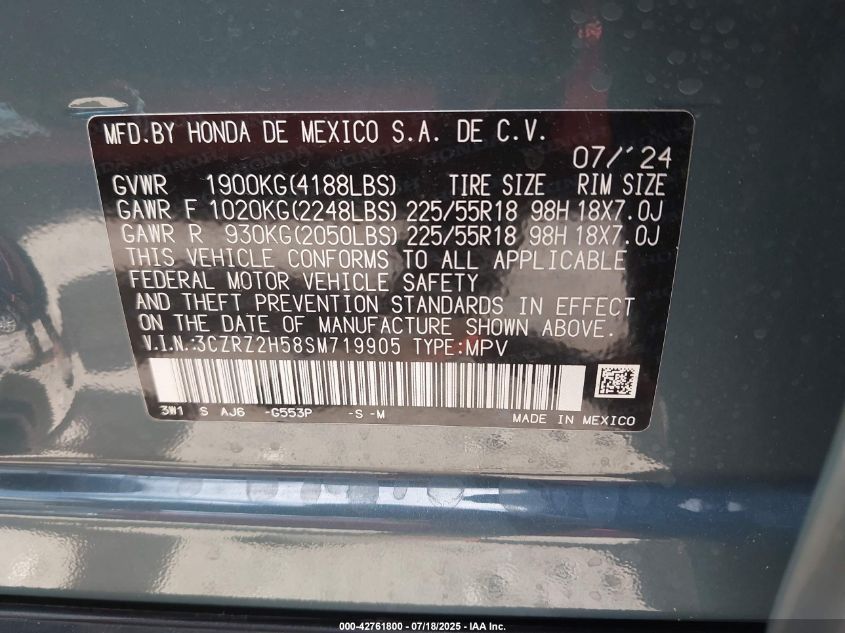 MFD.BY HONDA DE MEXICO S.A. DE C.V.
07/'24
GVWR 1900KG(4188LBS) TIRE SIZE RIM SIZE
GAWR F 1020KG(2248LBS) 225/55R18 98H 18X7.0J
GAWR R 930KG(2050LBS) 225/55R18 98H 18X7.0J
THIS VEHICLE CONFORMS TO ALL APPLICABLE
FEDERAL MOTOR VEHICLE SAFETY
AND THEFT PREVENTION STANDARDS IN EFFECT
ON THE DATE OF MANUFACTURE SHOWN ABOVE.
V.I.N.:3CZRZ2H58SM719905 TYPE:MPV
3W1 S AJ6 -G553P -S -M
MADE IN MEXICO
000-42761800 - 07/18/2025 - IAA Inc.